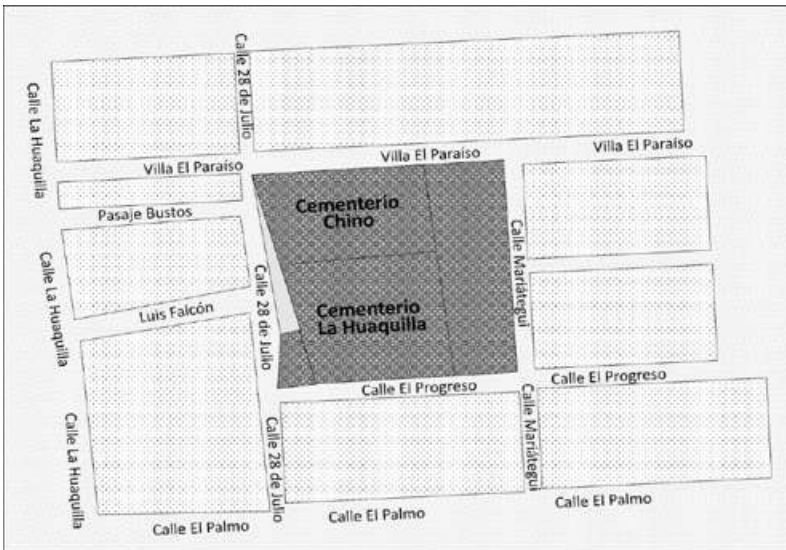 Calle 28 de Julio
Calle La Huaquilla
Villa El Paraíso
Villa El Paraíso
Villa El Paraíso
Pasaje Bustos
Cementerio
Chino
Calle La Huaquilla
Calle 28 de Julio
Calle Mariátegui
Luis Falcón
Cementerio
La Huaquilla
Calle El Progreso
Calle El Progreso
Calle La Huaquilla
Calle 28 de Julio
Calle Mariátegui
Calle El Palmo
Calle El Palmo
Calle El Palmo